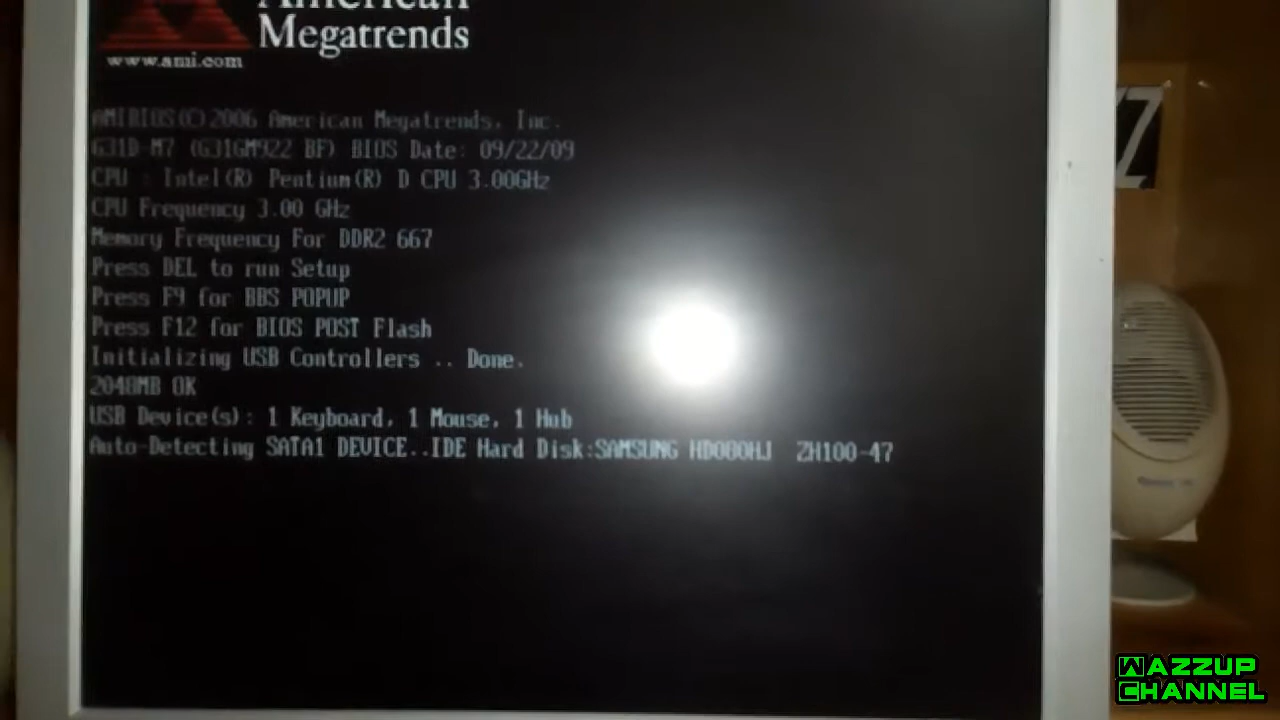 American
Megatrends
www.ami.com
AMIBIOS(C)2006 American Megatrends, Inc.
G31D-M7 (G31GM922 BF) BIOS Date: 09/22/09
CPU : Intel(R) Pentium(R) D CPU 3.00GHz
CPU Frequency 3.00 GHz
Memory Frequency For DDR2 667
Press DEL to run Setup
Press F9 for BBS POPUP
Press F12 for BIOS POST Flash
Initializing USB Controllers .. Done.
2048MB OK
USB Device(s): 1 Keyboard, 1 Mouse, 1 Hub
Auto-Detecting SATA1 DEVICE..IDE Hard Disk:SAMSUNG HD080HJ ZH100-47
Z
WAZZUP
CHANNEL